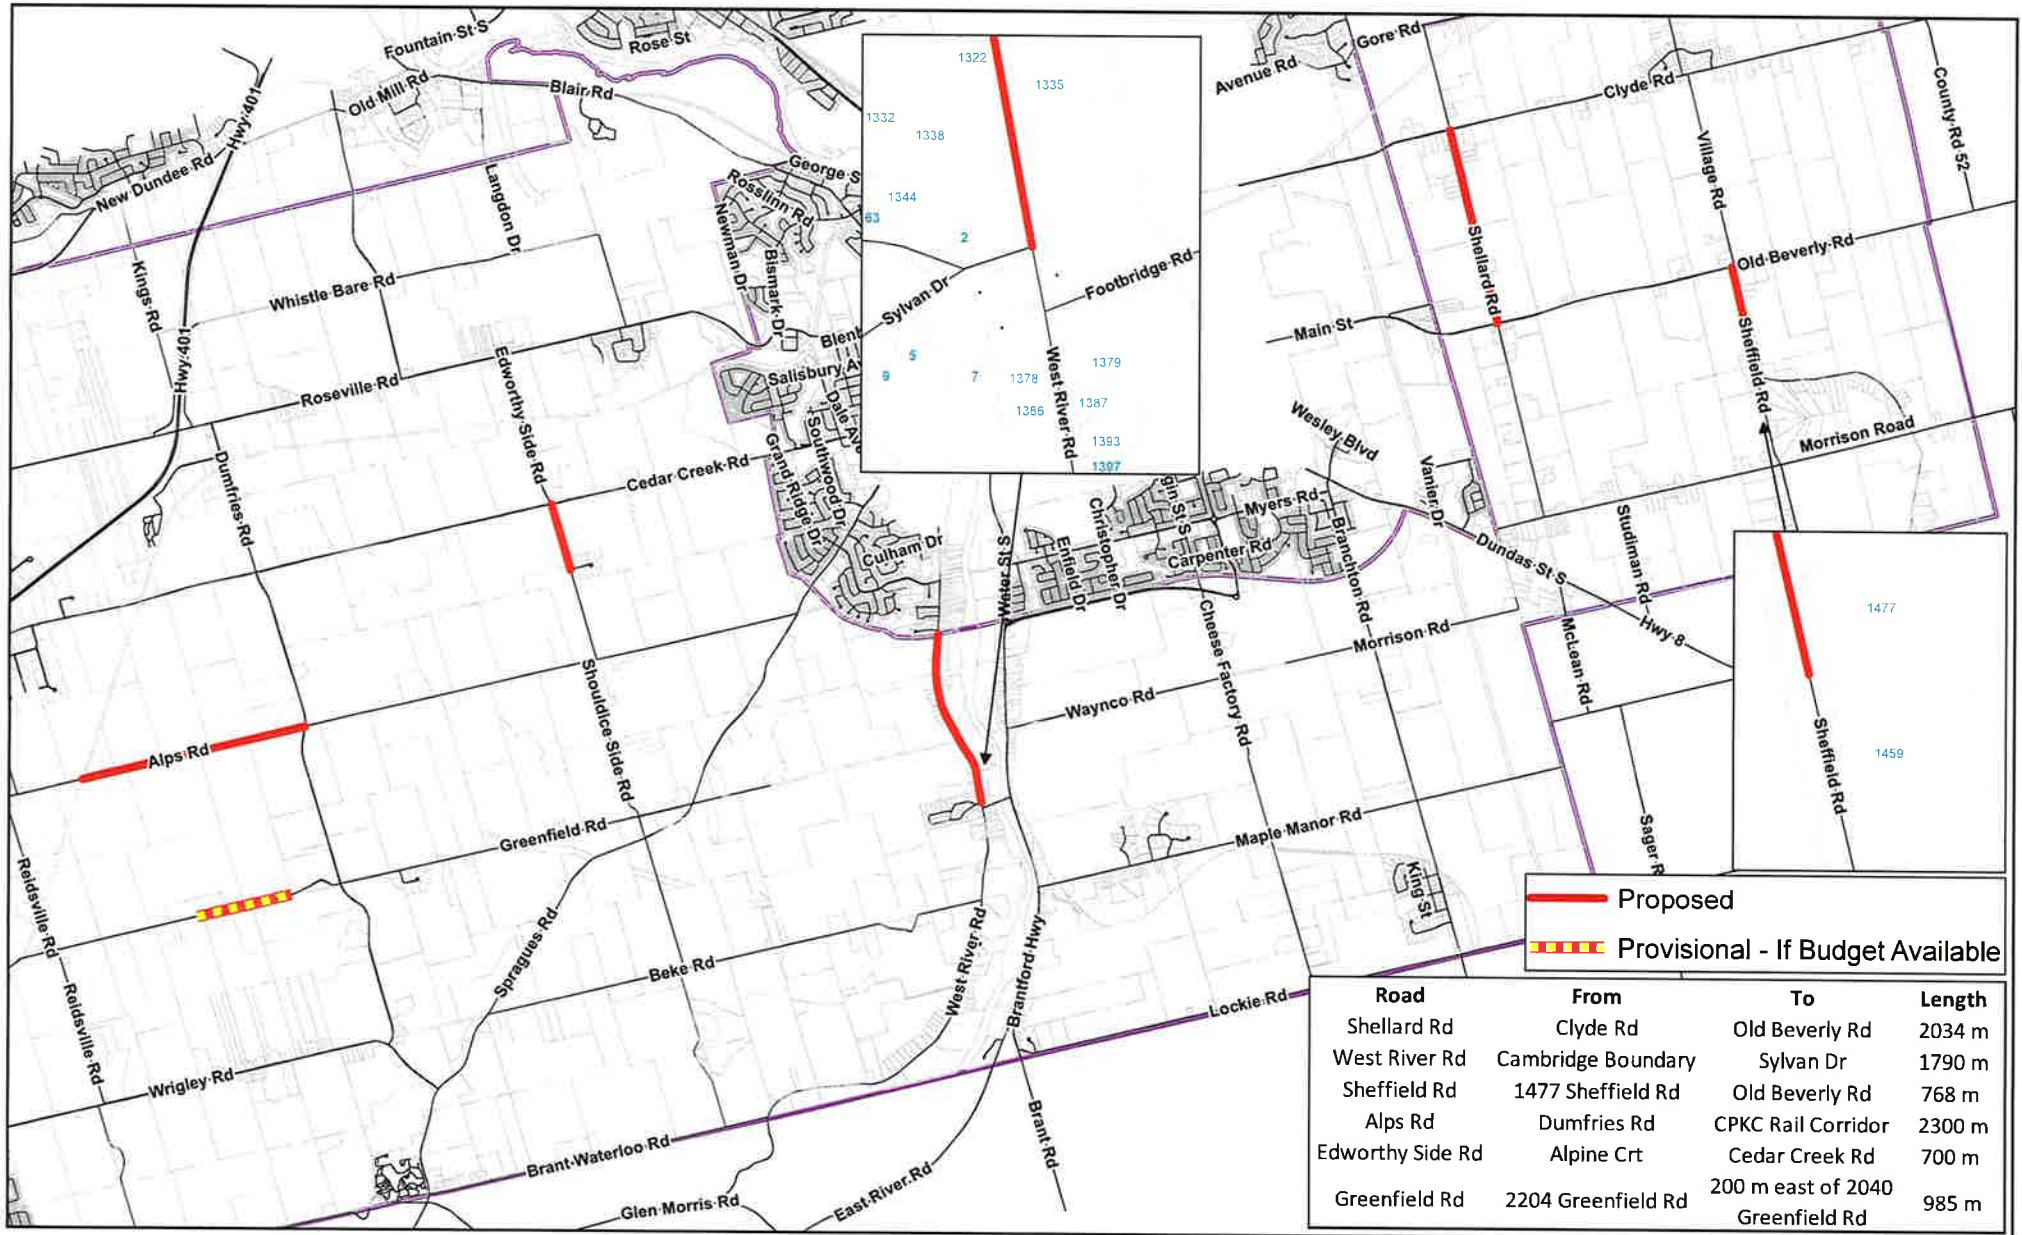 Fountain St S
Rose St
Old Mill Rd
Blair Rd
Hwy 401
New Dundee Rd
Langdon Dr
George S
Rosslinn Rd
Newman Dr
Bismark Dr
Kings Rd
Whistle Bare Rd
Hwy 401
Roseville Rd
Edworthy Side Rd
Blenh
Salisbury Av
Dale Ave
Southwood Dr
Grand Ridge Dr
Cedar Creek Rd
Dumfries Rd
Culham Dr
Water St S
Enfield Dr
Christopher Dr
gin St S
Carpenter Rd
Myers Rd
Branchton Rd
Wesley Blvd
Vanier Dr
Dundas St S
Hwy 8
Avenue Rd
Gore Rd
Clyde Rd
County Rd 52
Village Rd
Shellard Rd
Old Beverly Rd
Main St
Sheffield Rd
Morrison Road
Studiman Rd
McLean Rd
Morrison Rd
Cheese Factory Rd
Waynco Rd
Maple Manor Rd
King St
Sager R
Alps Rd
Shouldice Side Rd
Greenfield Rd
Spragues Rd
Reidsville Rd
Reidsville Rd
Beke Rd
West River Rd
Brantford Hwy
Lockie Rd
Wrigley Rd
Brant-Waterloo Rd
Glen Morris Rd
East River Rd
Brant Rd
1322
1335
1332
1338
1344
63
2
Sylvan Dr
Footbridge Rd
5
7
1378
1379
1386
1387
West River Rd
1393
1397
1477
1459
Sheffield Rd
Proposed
Provisional - If Budget Available
Road From To Length
Shellard Rd Clyde Rd Old Beverly Rd 2034 m
West River Rd Cambridge Boundary Sylvan Dr 1790 m
Sheffield Rd 1477 Sheffield Rd Old Beverly Rd 768 m
Alps Rd Dumfries Rd CPKC Rail Corridor 2300 m
Edworthy Side Rd Alpine Crt Cedar Creek Rd 700 m
Greenfield Rd 2204 Greenfield Rd 200 m east of 2040 Greenfield Rd 985 m